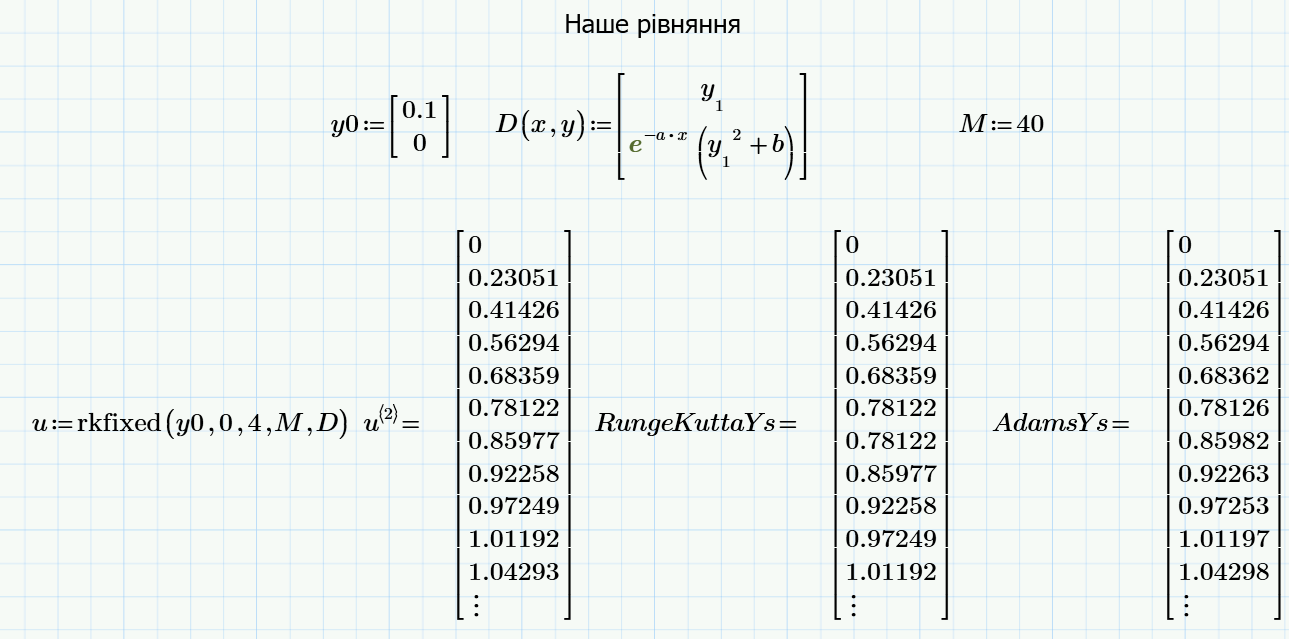 Наше рівняння
y0:=[0.1 0] D(x,y):=[y₁ e^(-a·x) (y₁²+b)] M:=40
u:=rkfixed(y0,0,4,M,D) u^⟨2⟩= RungeKuttaYs= AdamsYs=
0 0 0
0.23051 0.23051 0.23051
0.41426 0.41426 0.41426
0.56294 0.56294 0.56294
0.68359 0.68359 0.68362
0.78122 0.78122 0.78126
0.85977 0.78122 0.85982
0.92258 0.85977 0.92263
0.97249 0.92258 0.97253
1.01192 0.97249 1.01197
1.04293 1.01192 1.04298
⋮ ⋮ ⋮